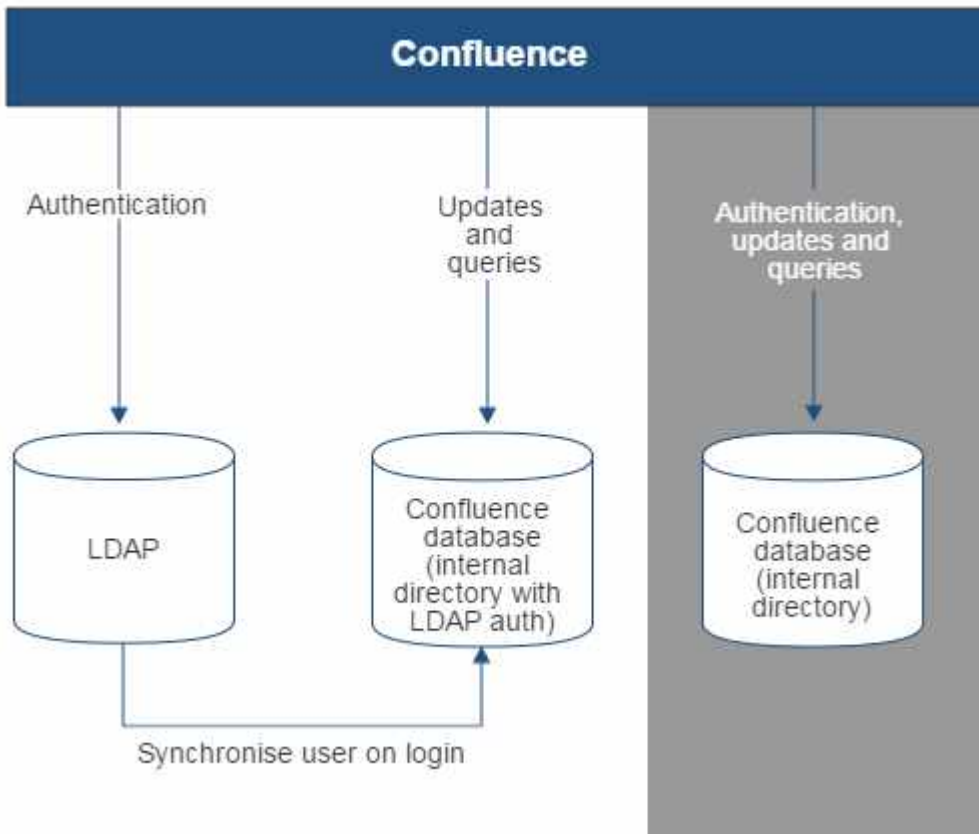 Confluence
Authentication
Updates
and
queries
Authentication,
updates and
queries
LDAP
Confluence
database
(internal
directory with
LDAP auth)
Confluence
database
(internal
directory)
Synchronise user on login